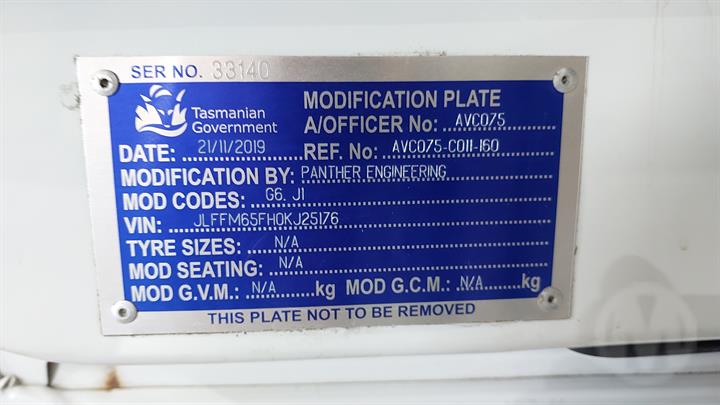 SER NO. 33140
Tasmanian
Government
MODIFICATION PLATE
A/OFFICER No: AVC075
DATE: 21/11/2019 REF. No: AVC075-C011-160
MODIFICATION BY: PANTHER ENGINEERING
MOD CODES: G6. J1
VIN: JLFFM65FH0KJ25176
TYRE SIZES: N/A
MOD SEATING: N/A
MOD G.V.M.: N/A kg MOD G.C.M.: N/A kg
THIS PLATE NOT TO BE REMOVED
M